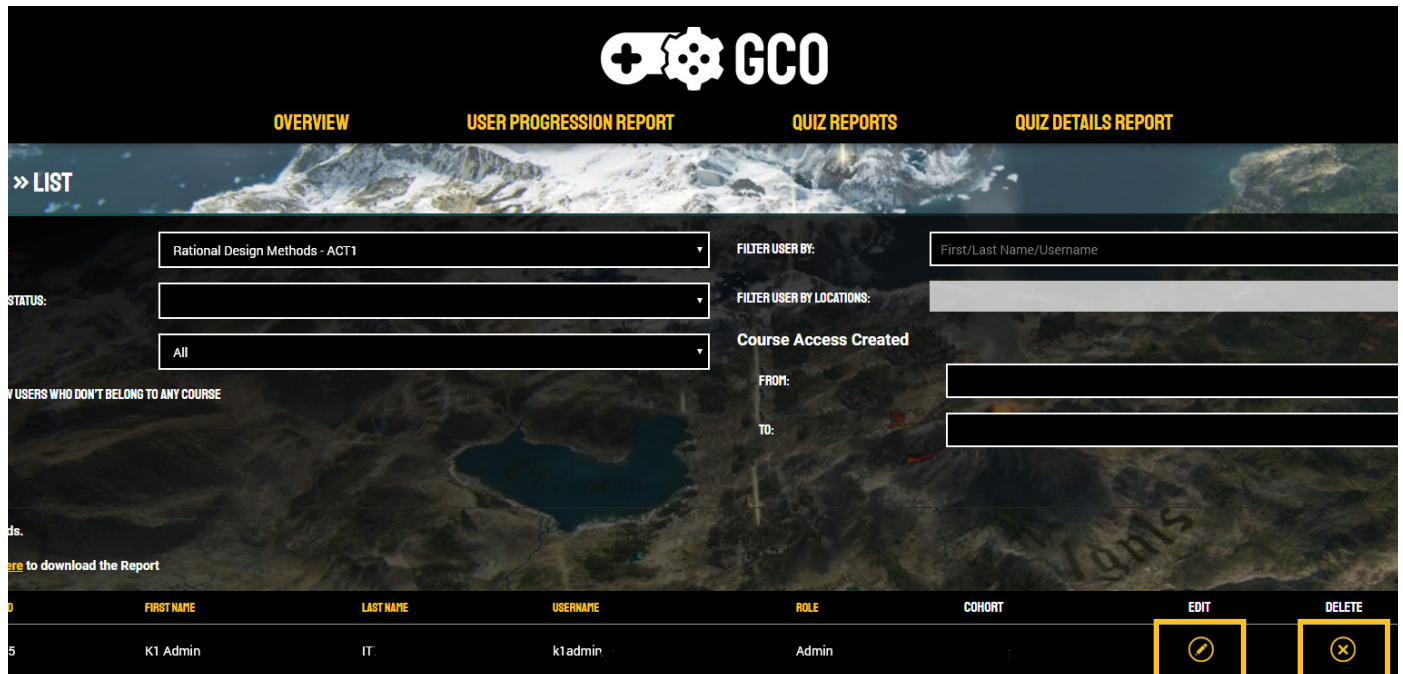 GCO
OVERVIEW USER PROGRESSION REPORT QUIZ REPORTS QUIZ DETAILS REPORT
» LIST
Rational Design Methods - ACT1
FILTER USER BY:
First/Last Name/Username
STATUS:
FILTER USER BY LOCATIONS:
All
Course Access Created
FROM:
USERS WHO DON'T BELONG TO ANY COURSE
TO:
Ignis
ds.
ere to download the Report
FIRST NAME LAST NAME USERNAME ROLE COHORT EDIT DELETE
5 K1 Admin IT k1admin Admin